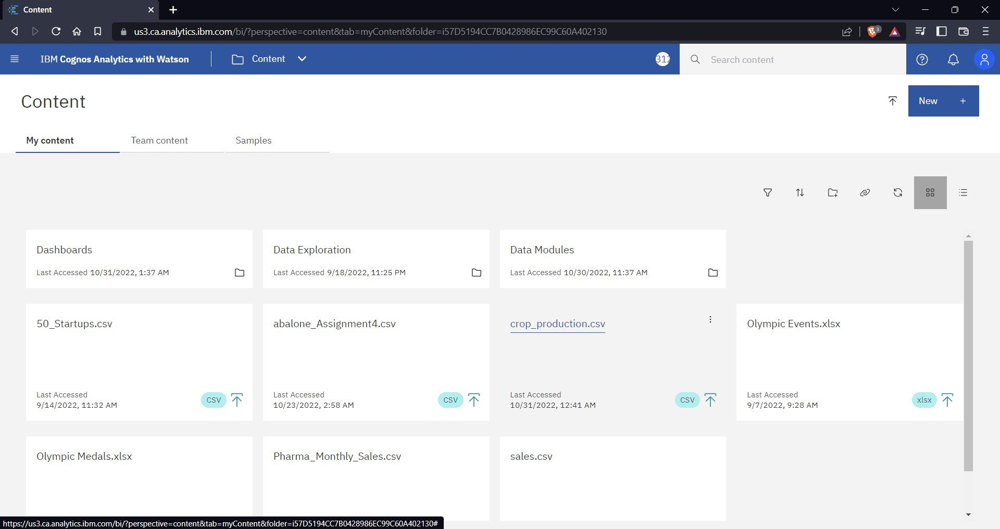 Content
us3.ca.analytics.ibm.com/bi/?perspective=content&tab=myContent&folder=i57D5194CC7B0428986EC99C60A402130
3
IBM Cognos Analytics with Watson
Content
312
Search content
Content
New +
My content
Team content
Samples
Dashboards
Last Accessed 10/31/2022, 1:37 AM
Data Exploration
Last Accessed 9/18/2022, 11:25 PM
Data Modules
Last Accessed 10/30/2022, 11:37 AM
50_Startups.csv
Last Accessed
9/14/2022, 11:32 AM
CSV
abalone_Assignment4.csv
Last Accessed
10/23/2022, 2:58 AM
CSV
crop_production.csv
Last Accessed
10/31/2022, 12:41 AM
CSV
Olympic Events.xlsx
Last Accessed
9/7/2022, 9:28 AM
xlsx
Olympic Medals.xlsx
Pharma_Monthly_Sales.csv
sales.csv
https://us3.ca.analytics.ibm.com/bi/?perspective=content&tab=myContent&folder=i57D5194CC7B0428986EC99C60A402130#